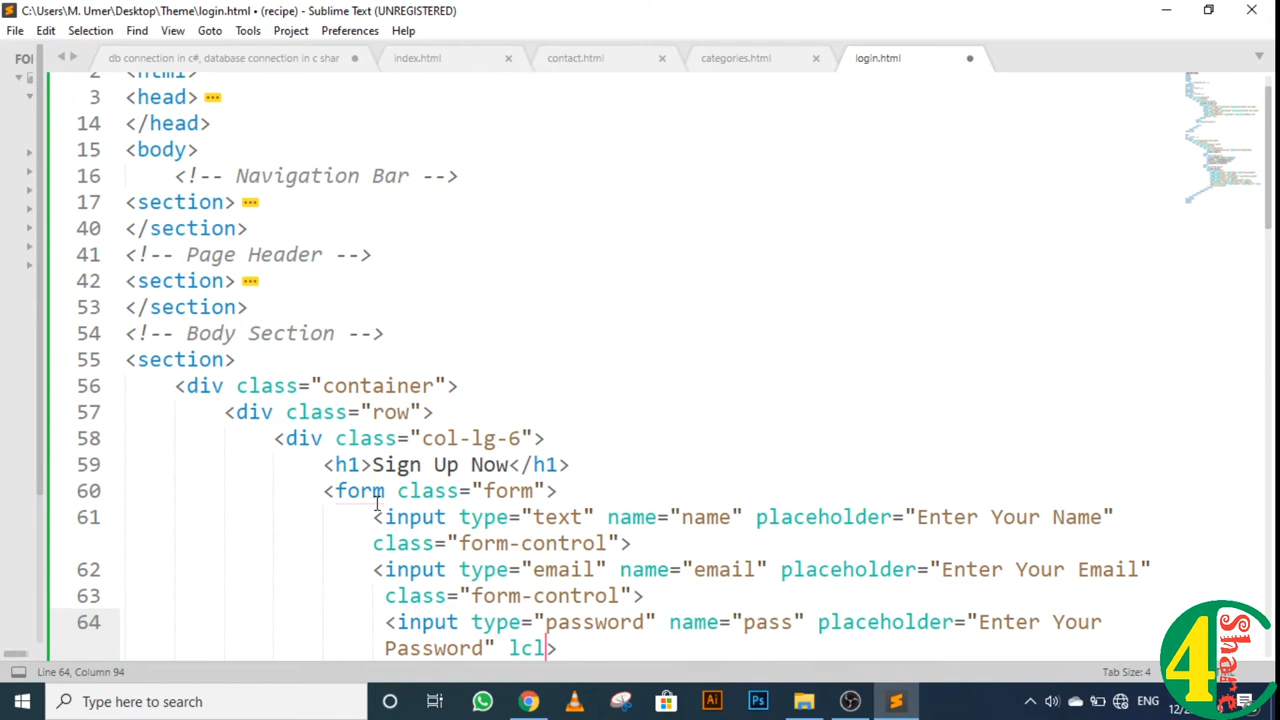 C:\Users\M. Umer\Desktop\Theme\login.html • (recipe) - Sublime Text (UNREGISTERED)
File Edit Selection View Find Goto Tools Project Preferences Help
FOI db connection in c#, database connection in c shar index.html contact.html categories.html login.html
2 <html>
3 <head>
14 </head>
15 <body>
16 <!-- Navigation Bar -->
17 <section>
40 </section>
41 <!-- Page Header -->
42 <section>
53 </section>
54 <!-- Body Section -->
55 <section>
56 <div class="container">
57 <div class="row">
58 <div class="col-lg-6">
59 <h1>Sign Up Now</h1>
60 <form class="form">
61 <input type="text" name="name" placeholder="Enter Your Name"
class="form-control">
62 <input type="email" name="email" placeholder="Enter Your Email"
63 class="form-control">
64 <input type="password" name="pass" placeholder="Enter Your
Password" lcl>
Line 64, Column 94 Tab Size: 4
4 Share
Type here to search Ai Ps ENG